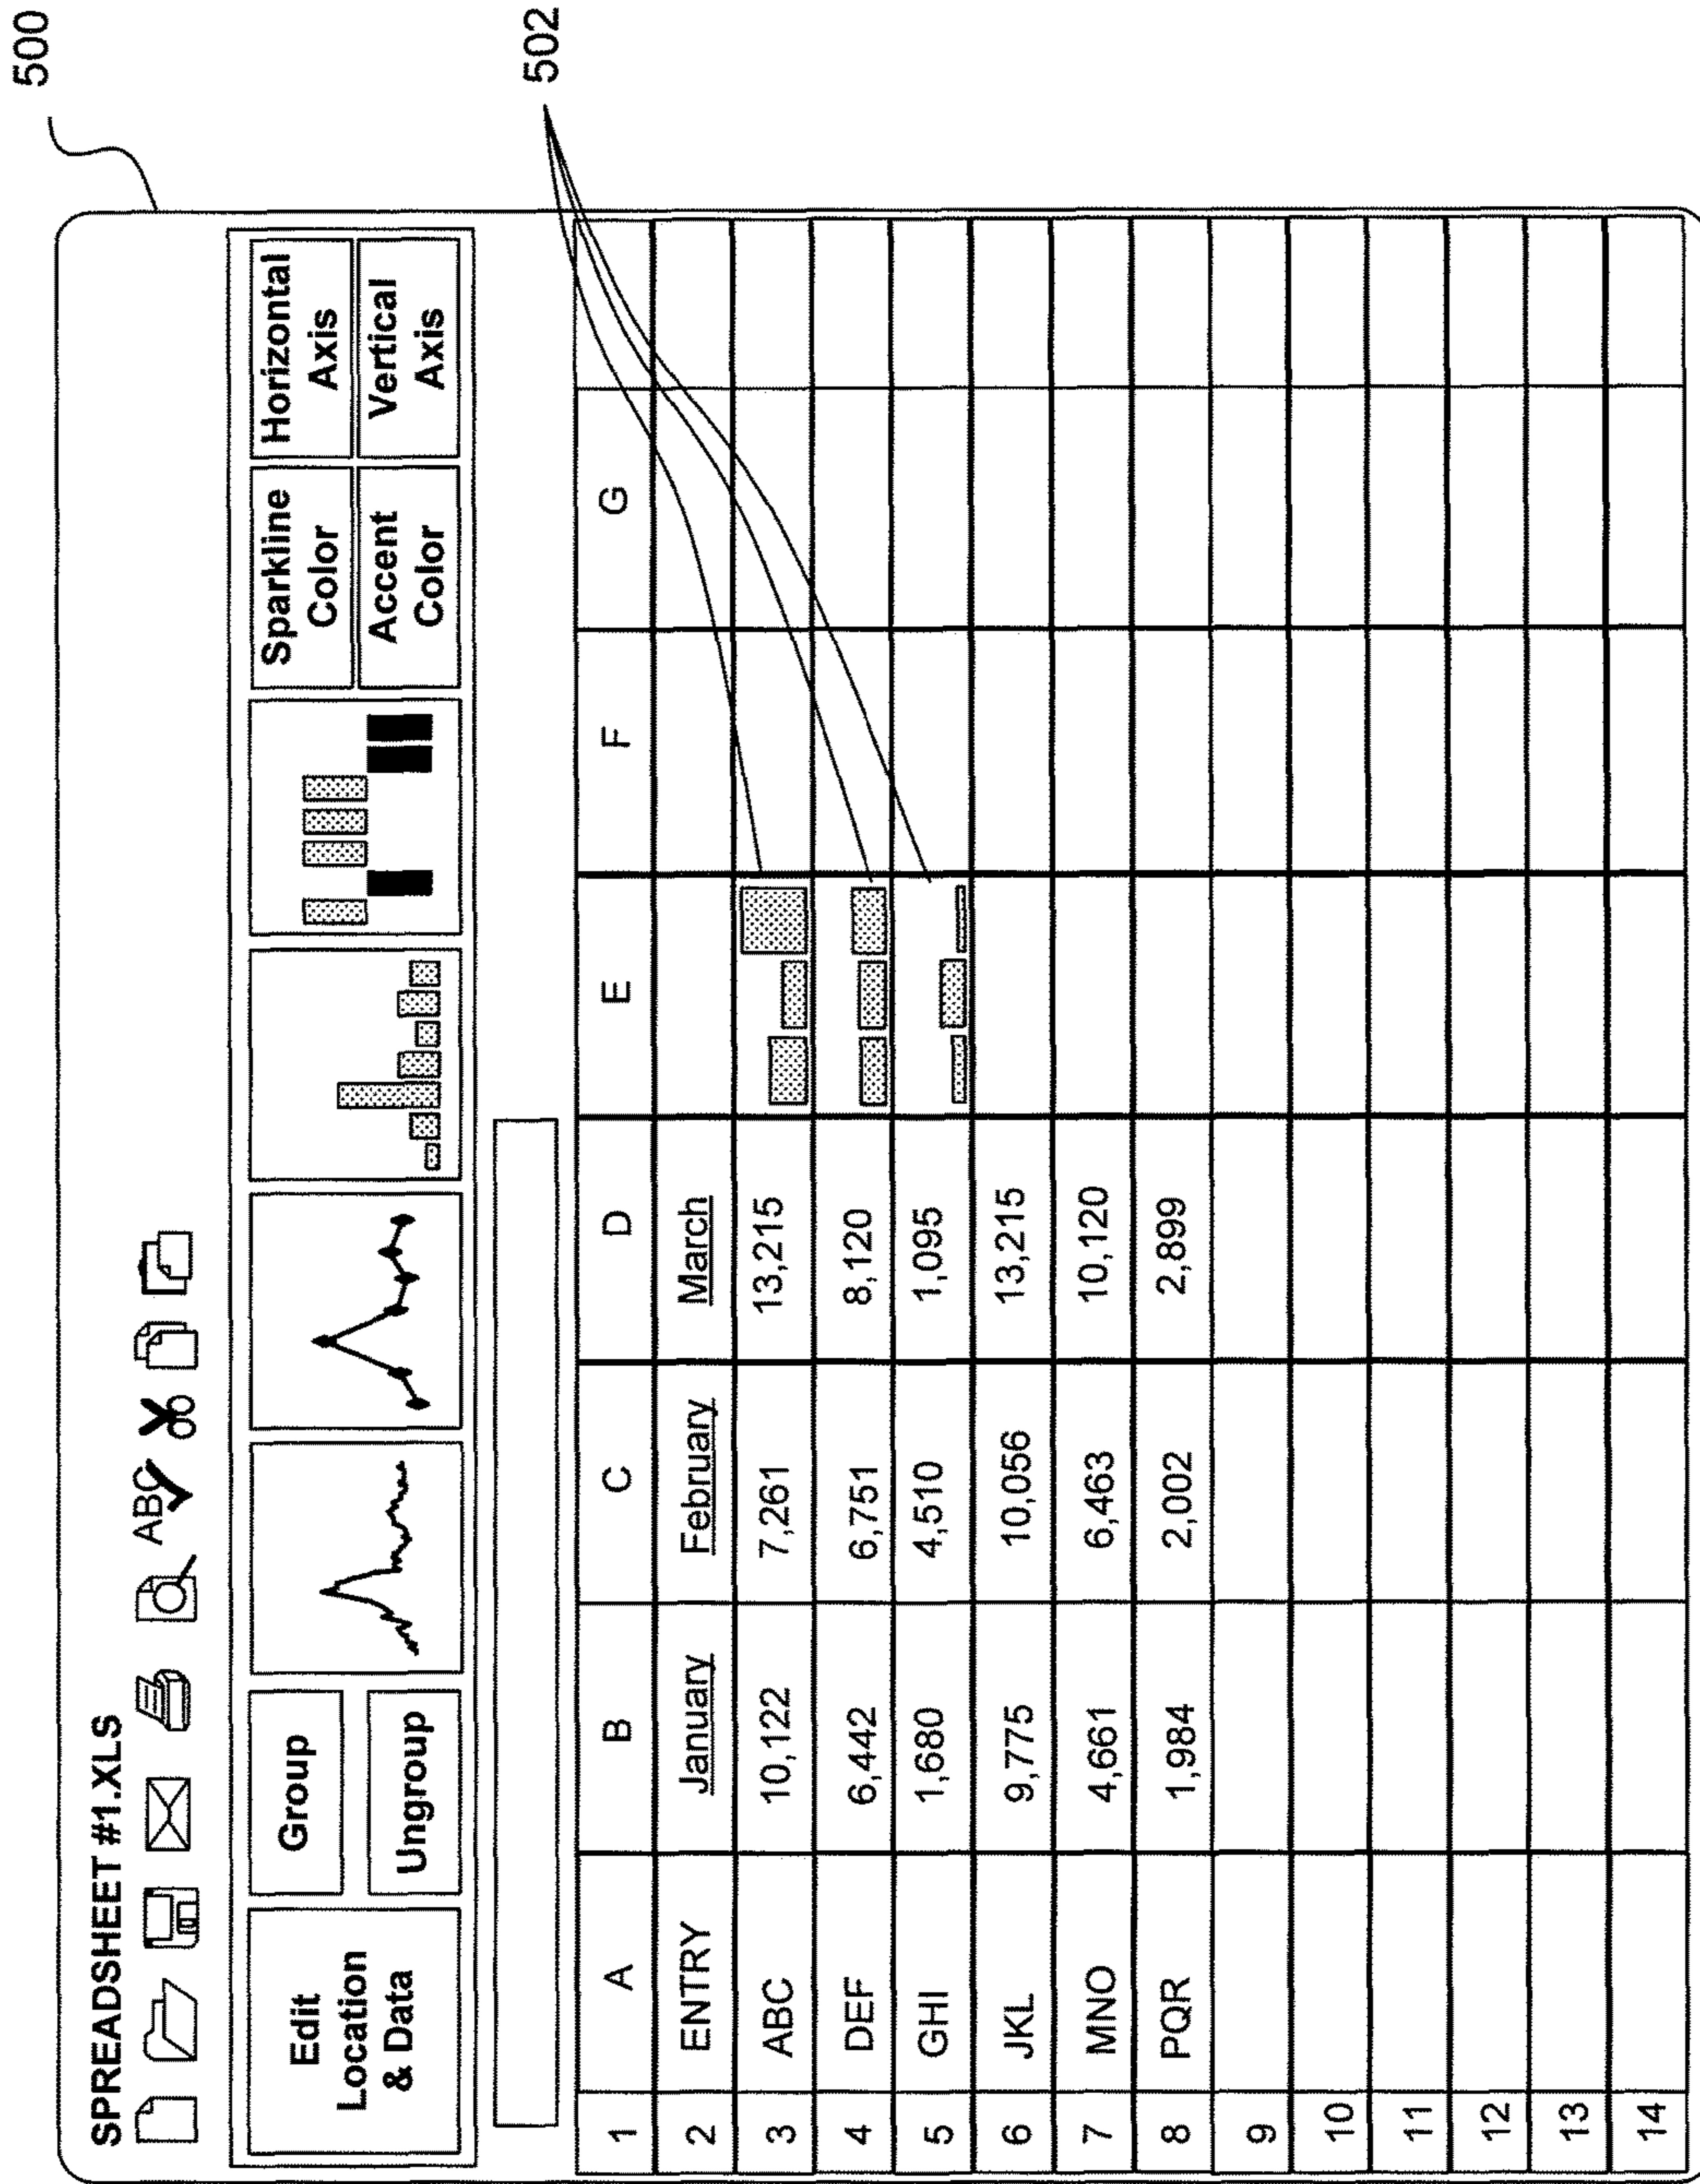 500
SPREADSHEET #1.XLS
ABC
Edit Location & Data
Group
Ungroup
Sparkline Color
Accent Color
Horizontal Axis
Vertical Axis
502
1 A B C D E F G
2 ENTRY January February March
3 ABC 10,122 7,261 13,215
4 DEF 6,442 6,751 8,120
5 GHI 1,680 4,510 1,095
6 JKL 9,775 10,056 13,215
7 MNO 4,661 6,463 10,120
8 PQR 1,984 2,002 2,899
9
10
11
12
13
14